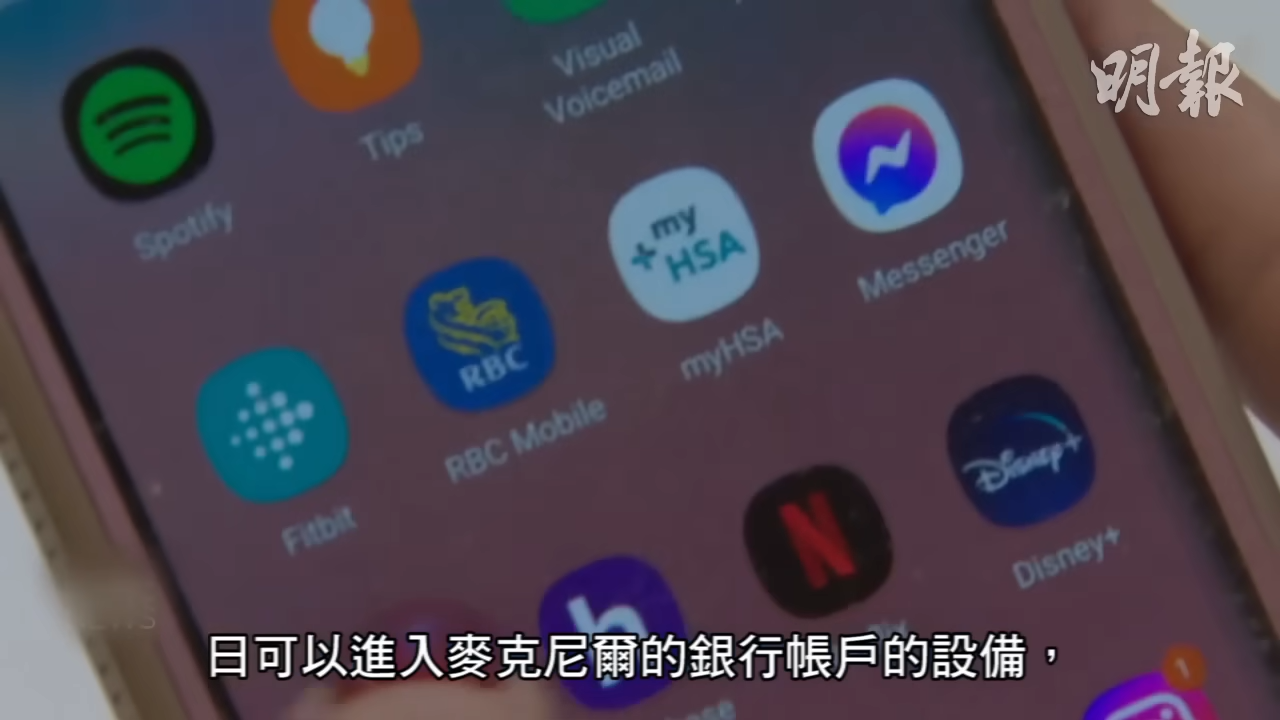 明報
Visual
Voicemail
Tips
Spotify
Messenger
my
+HSA
myHSA
RBC
RBC Mobile
Fitbit
Disney+
Disney+
N
h
1
日可以進入麥克尼爾的銀行帳戶的設備，